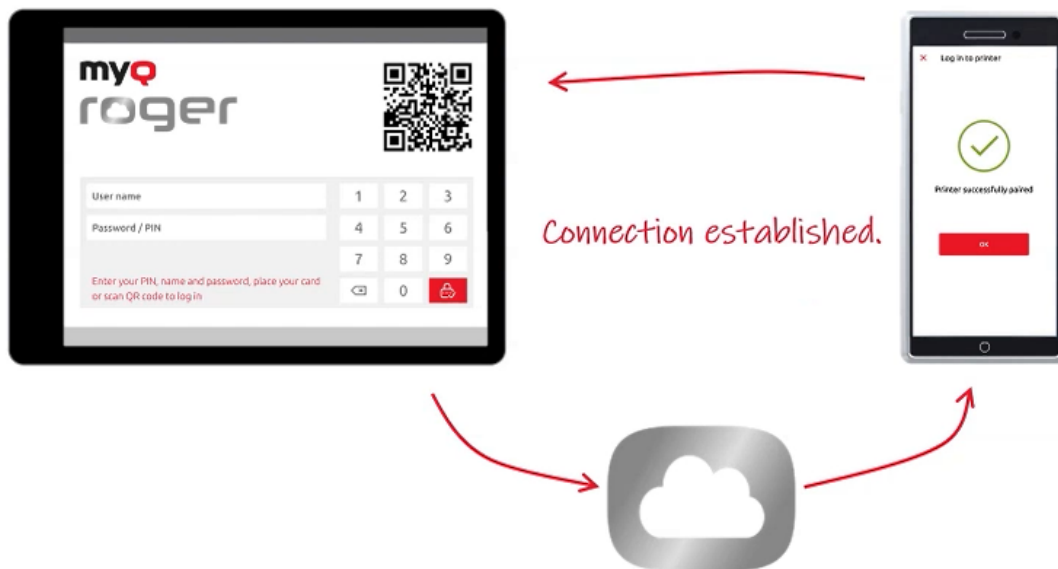 myQ
roger
User name
Password / PIN
Enter your PIN, name and password, place your card
or scan QR code to log in
1 2 3
4 5 6
7 8 9
0
Connection established.
× Log in to printer
Printer successfully paired
OK